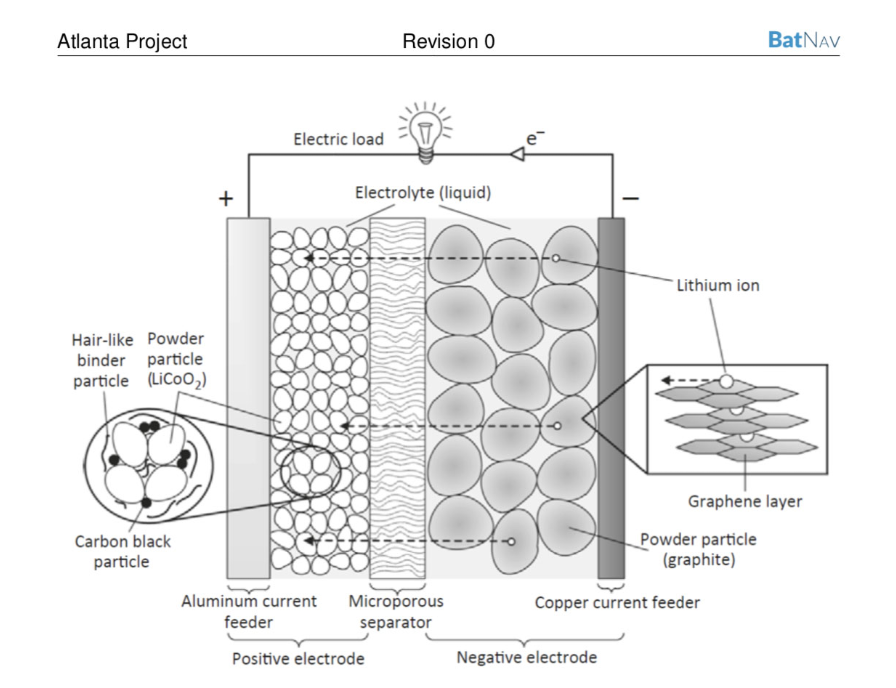 Atlanta Project
Revision 0
BatNav
Electric load
e⁻
+
−
Electrolyte (liquid)
Lithium ion
Hair-like
binder
particle
Powder
particle
(LiCoO₂)
Graphene layer
Carbon black
particle
Powder particle
(graphite)
Aluminum current
feeder
Microporous
separator
Copper current feeder
Positive electrode
Negative electrode